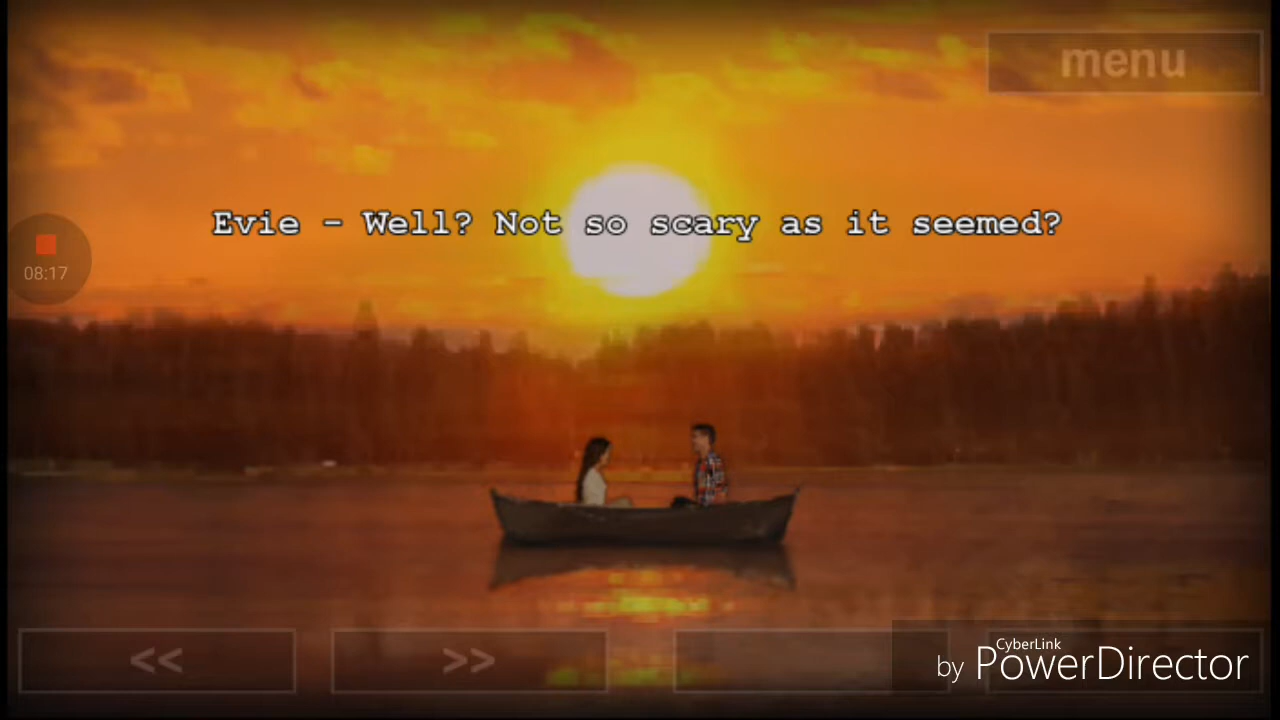 menu
Evie - Well? Not so scary as it seemed?
08:17
<< >>
CyberLink
by PowerDirector